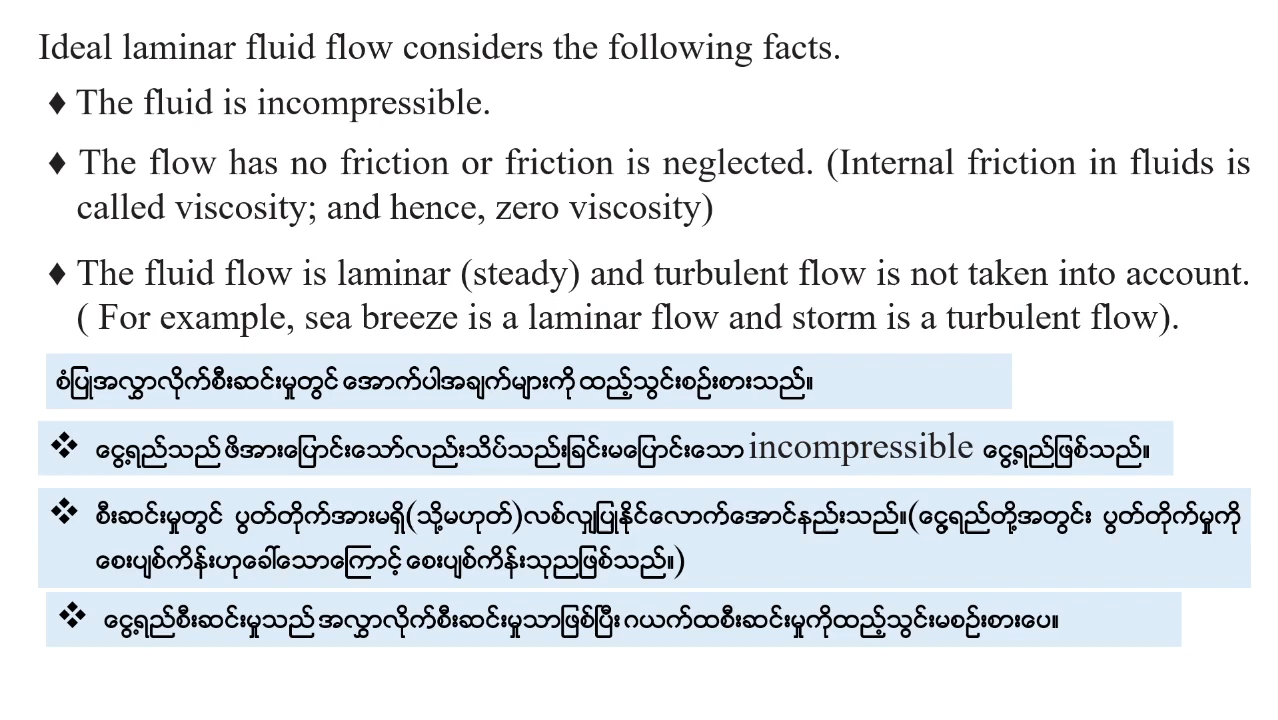 Ideal laminar fluid flow considers the following facts.
♦ The fluid is incompressible.
♦ The flow has no friction or friction is neglected. (Internal friction in fluids is
called viscosity; and hence, zero viscosity)
♦ The fluid flow is laminar (steady) and turbulent flow is not taken into account.
( For example, sea breeze is a laminar flow and storm is a turbulent flow).
စံပြုအလွှာလိုက်စီးဆင်းမှုတွင် အောက်ပါအချက်များကို ထည့်သွင်းစဉ်းစားသည်။
❖ ငွေ့ရည်သည် ဖိအားပြောင်းသော်လည်းသိပ်သည်းခြင်းမပြောင်းသော incompressible ငွေ့ရည်ဖြစ်သည်။
❖ စီးဆင်းမှုတွင် ပွတ်တိုက်အားမရှိ(သို့မဟုတ်)လစ်လျှုပြုနိုင်လောက်အောင်နည်းသည်။(ငွေ့ရည်တို့အတွင်း ပွတ်တိုက်မှုကို
စေးပျစ်ကိန်းဟုခေါ်သောကြောင့် စေးပျစ်ကိန်းသုညဖြစ်သည်။)
❖ ငွေ့ရည်စီးဆင်းမှုသည် အလွှာလိုက်စီးဆင်းမှုသာဖြစ်ပြီး ဂယက်ထစီးဆင်းမှုကိုထည့်သွင်းမစဉ်းစားပေ။